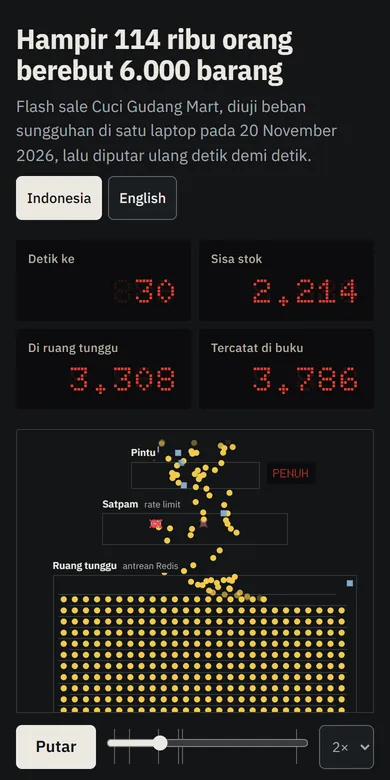 Hampir 114 ribu orang
berebut 6.000 barang
Flash sale Cuci Gudang Mart, diuji beban
sungguhan di satu laptop pada 20 November
2026, lalu diputar ulang detik demi detik.
Indonesia English
Detik ke
30
Sisa stok
2.214
Di ruang tunggu
3.308
Tercatat di buku
3.786
Pintu
PENUH
Satpam rate limit
Ruang tunggu antrean Redis
Putar
2×